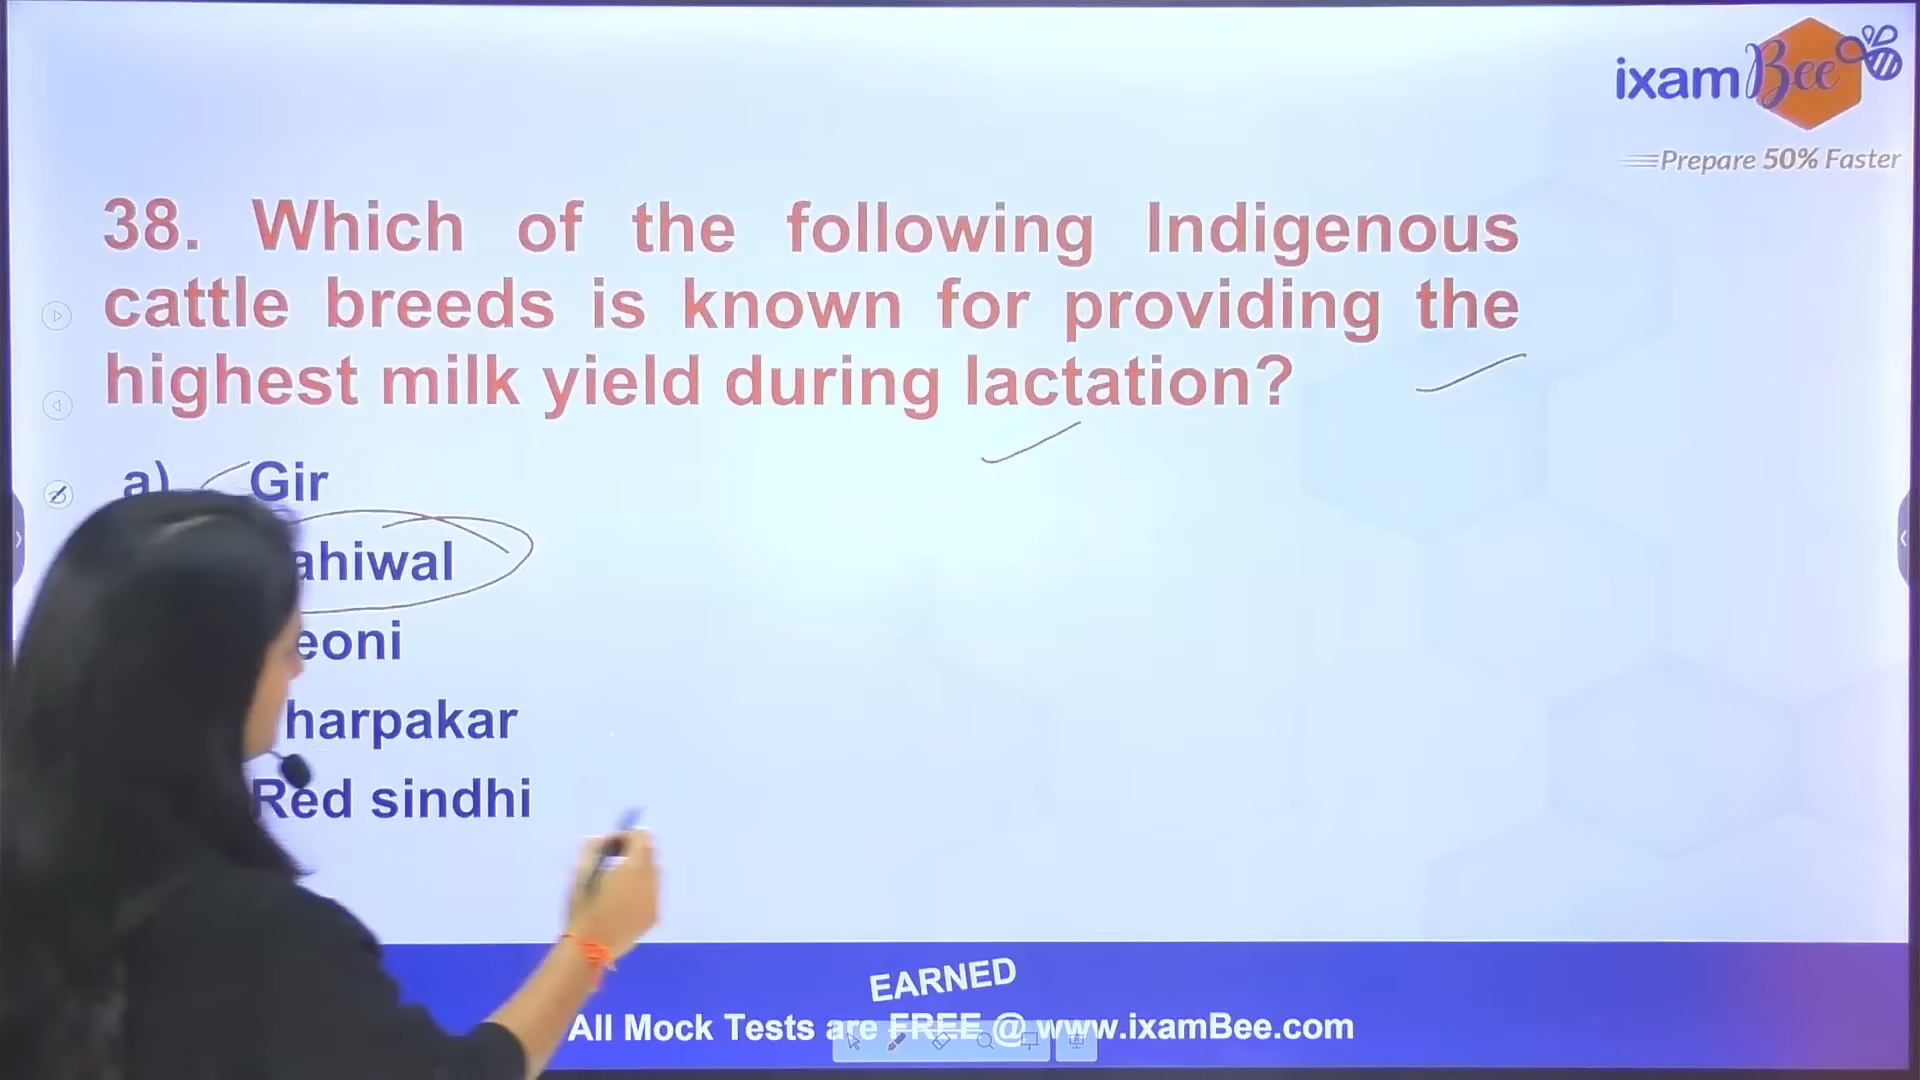 ixamBee
Prepare 50% Faster
38. Which of the following Indigenous
cattle breeds is known for providing the
highest milk yield during lactation?
a) Gir
ahiwal
eoni
harpakar
Red sindhi
EARNED
All Mock Tests are FREE @ www.ixamBee.com